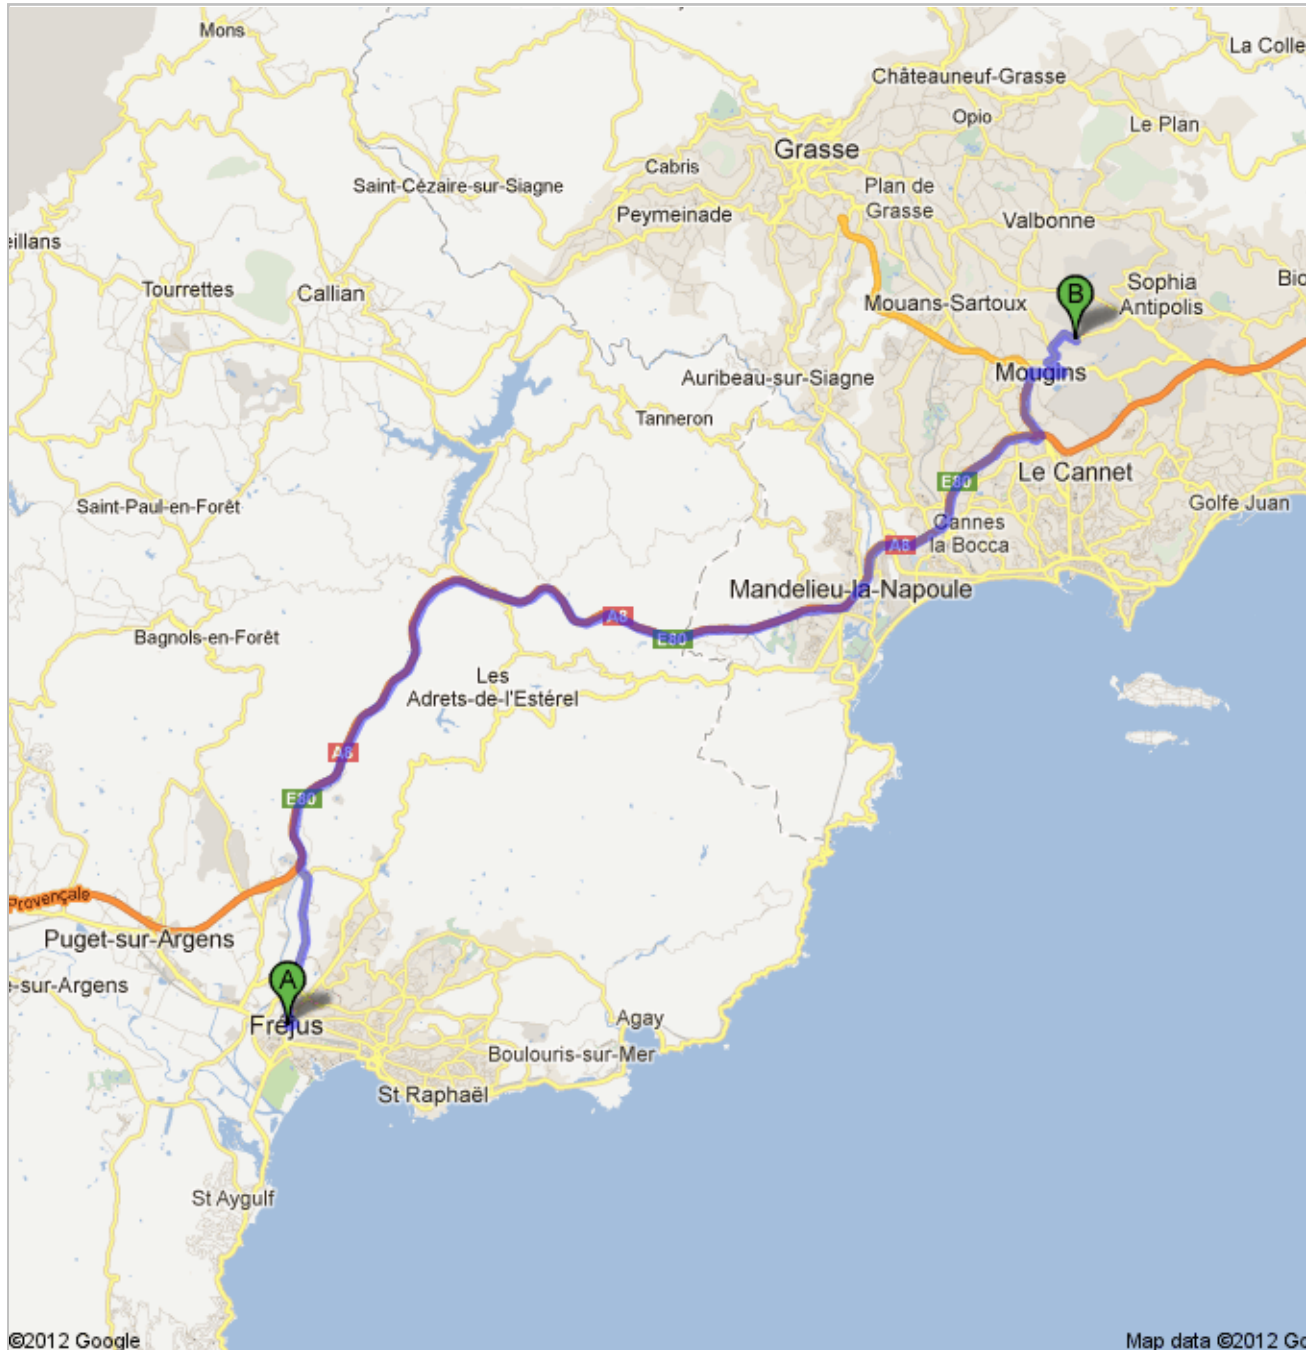 Mons
La Colle
Châteauneuf-Grasse
Opio
Le Plan
Grasse
Cabris
Saint-Cézaire-sur-Siagne
Plan de
Grasse
Peymeinade
Valbonne
eillans
Tourrettes
Callian
Sophia
Antipolis
Bio
B
Mouans-Sartoux
Mougins
Auribeau-sur-Siagne
Tanneron
Le Cannet
E80
Saint-Paul-en-Forêt
Golfe Juan
Cannes
la Bocca
A8
Mandelieu-la-Napoule
A8
E80
Bagnols-en-Forêt
Les
Adrets-de-l'Estérel
A8
E80
Provençale
Puget-sur-Argens
A
e-sur-Argens
Fréjus
Agay
Boulouris-sur-Mer
St Raphaël
St Aygulf
©2012 Google
Map data ©2012 Go